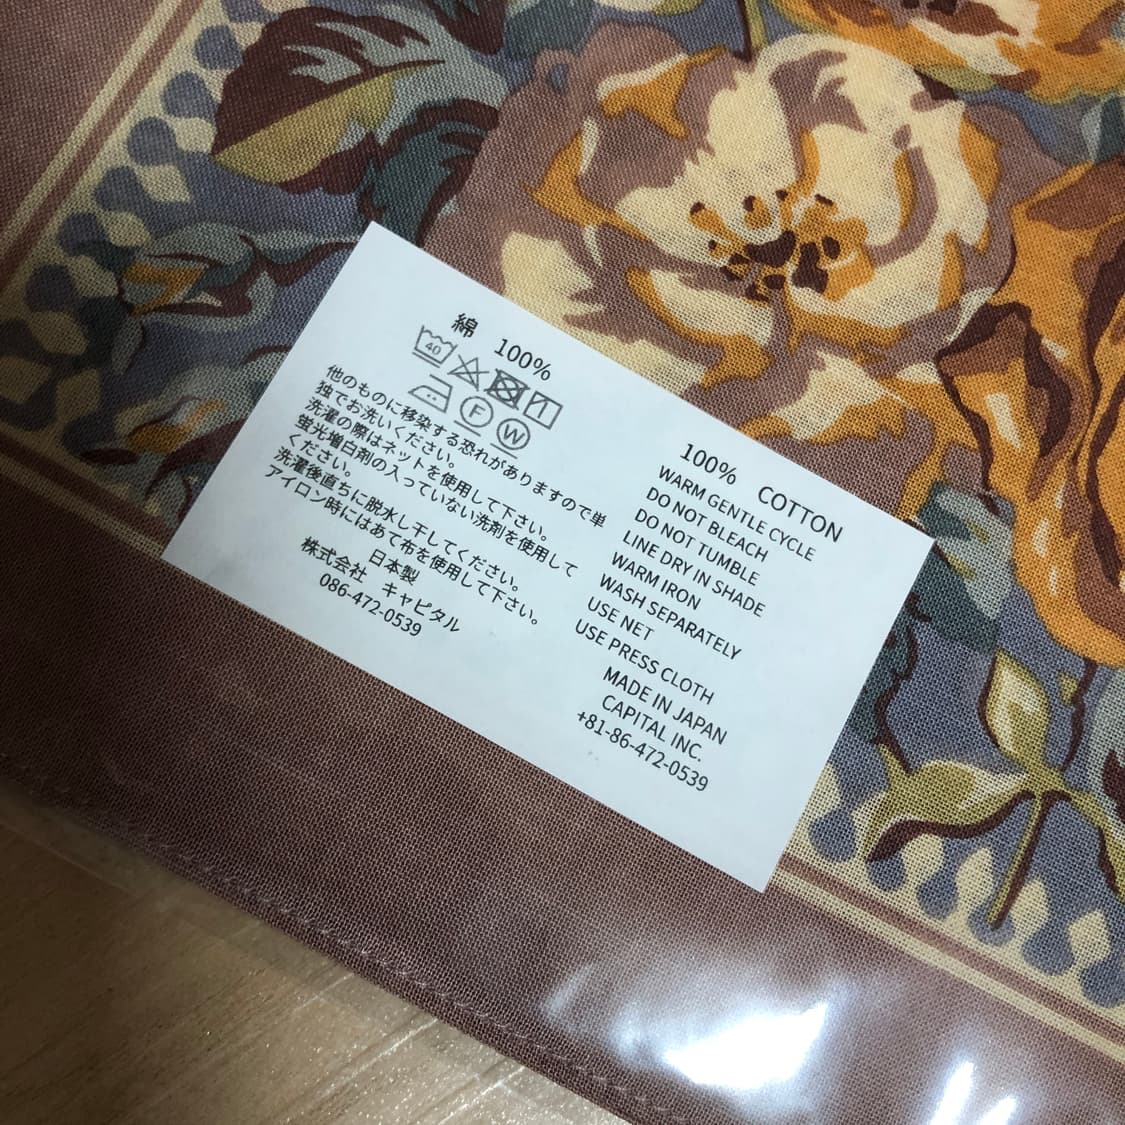 綿 100%
40
F
W
他のものに移染する恐れがありますので単
独でお洗いください。
洗濯の際はネットを使用して下さい。
蛍光増白剤の入っていない洗剤を使用して
ください。
洗濯後直ちに脱水し干してください。
アイロン時にはあて布を使用して下さい。
日本製
株式会社 キャピタル
086-472-0539
100% COTTON
WARM GENTLE CYCLE
DO NOT BLEACH
DO NOT TUMBLE
LINE DRY IN SHADE
WARM IRON
WASH SEPARATELY
USE NET
USE PRESS CLOTH
MADE IN JAPAN
CAPITAL INC.
+81-86-472-0539